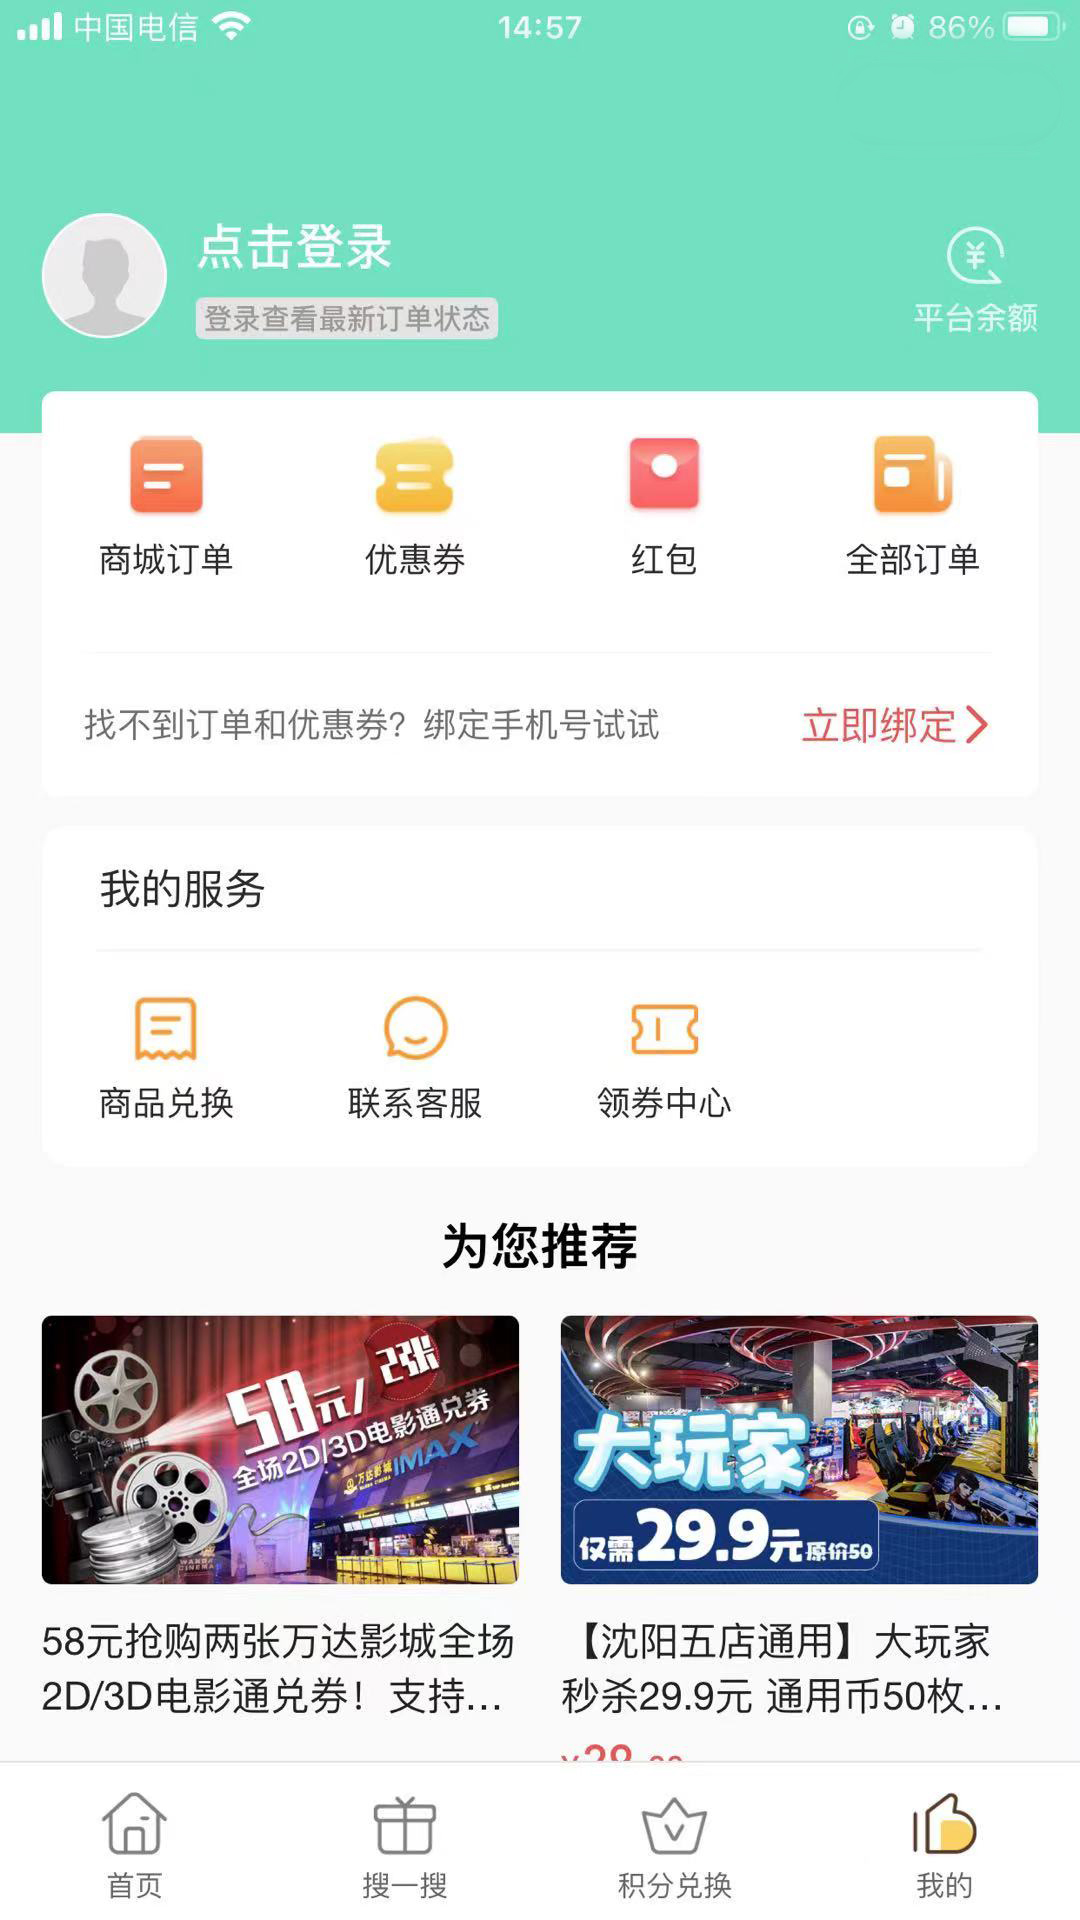 中国电信
14:57
86%
点击登录
登录查看最新订单状态
平台余额
商城订单
优惠券
红包
全部订单
找不到订单和优惠券？绑定手机号试试
立即绑定
我的服务
商品兑换
联系客服
领券中心
为您推荐
58元/2张
全场2D/3D电影通兑券
万达影城 IMAX
WANDA CINEMA
大玩家
仅需29.9元原价50
58元抢购两张万达影城全场
2D/3D电影通兑券！支持...
【沈阳五店通用】大玩家
秒杀29.9元 通用币50枚...
首页
搜一搜
积分兑换
我的